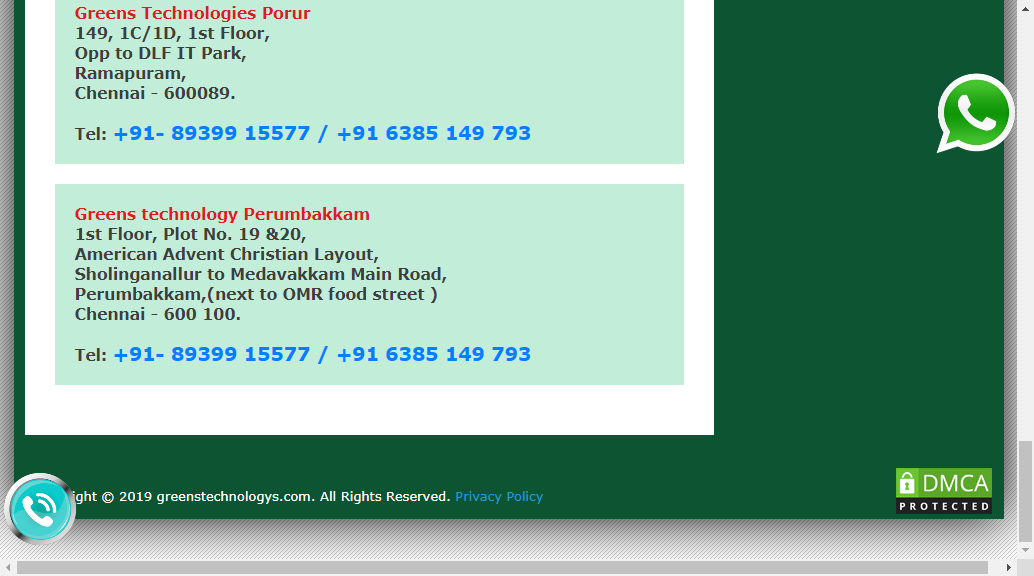 Greens Technologies Porur
149, 1C/1D, 1st Floor,
Opp to DLF IT Park,
Ramapuram,
Chennai - 600089.
Tel: +91- 89399 15577 / +91 6385 149 793
Greens technology Perumbakkam
1st Floor, Plot No. 19 &20,
American Advent Christian Layout,
Sholinganallur to Medavakkam Main Road,
Perumbakkam,(next to OMR food street )
Chennai - 600 100.
Tel: +91- 89399 15577 / +91 6385 149 793
ight © 2019 greenstechnologys.com. All Rights Reserved. Privacy Policy
DMCA
PROTECTED